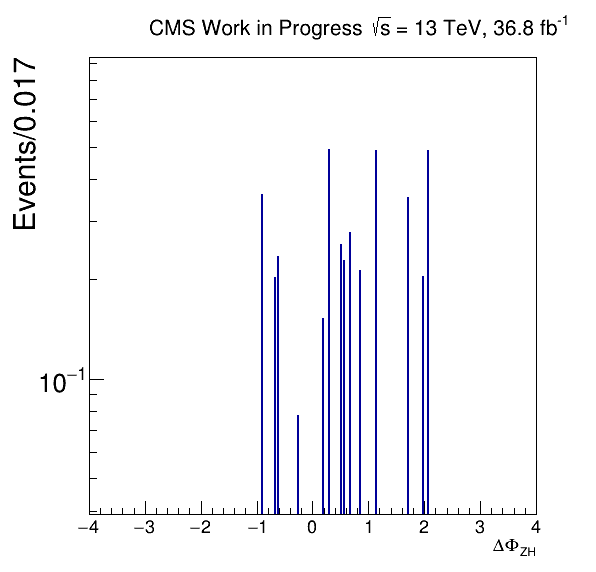 CMS Work in Progress √s = 13 TeV, 36.8 fb⁻¹
Events/0.017
10⁻¹
−4 −3 −2 −1 0 1 2 3 4
ΔΦ_ZH